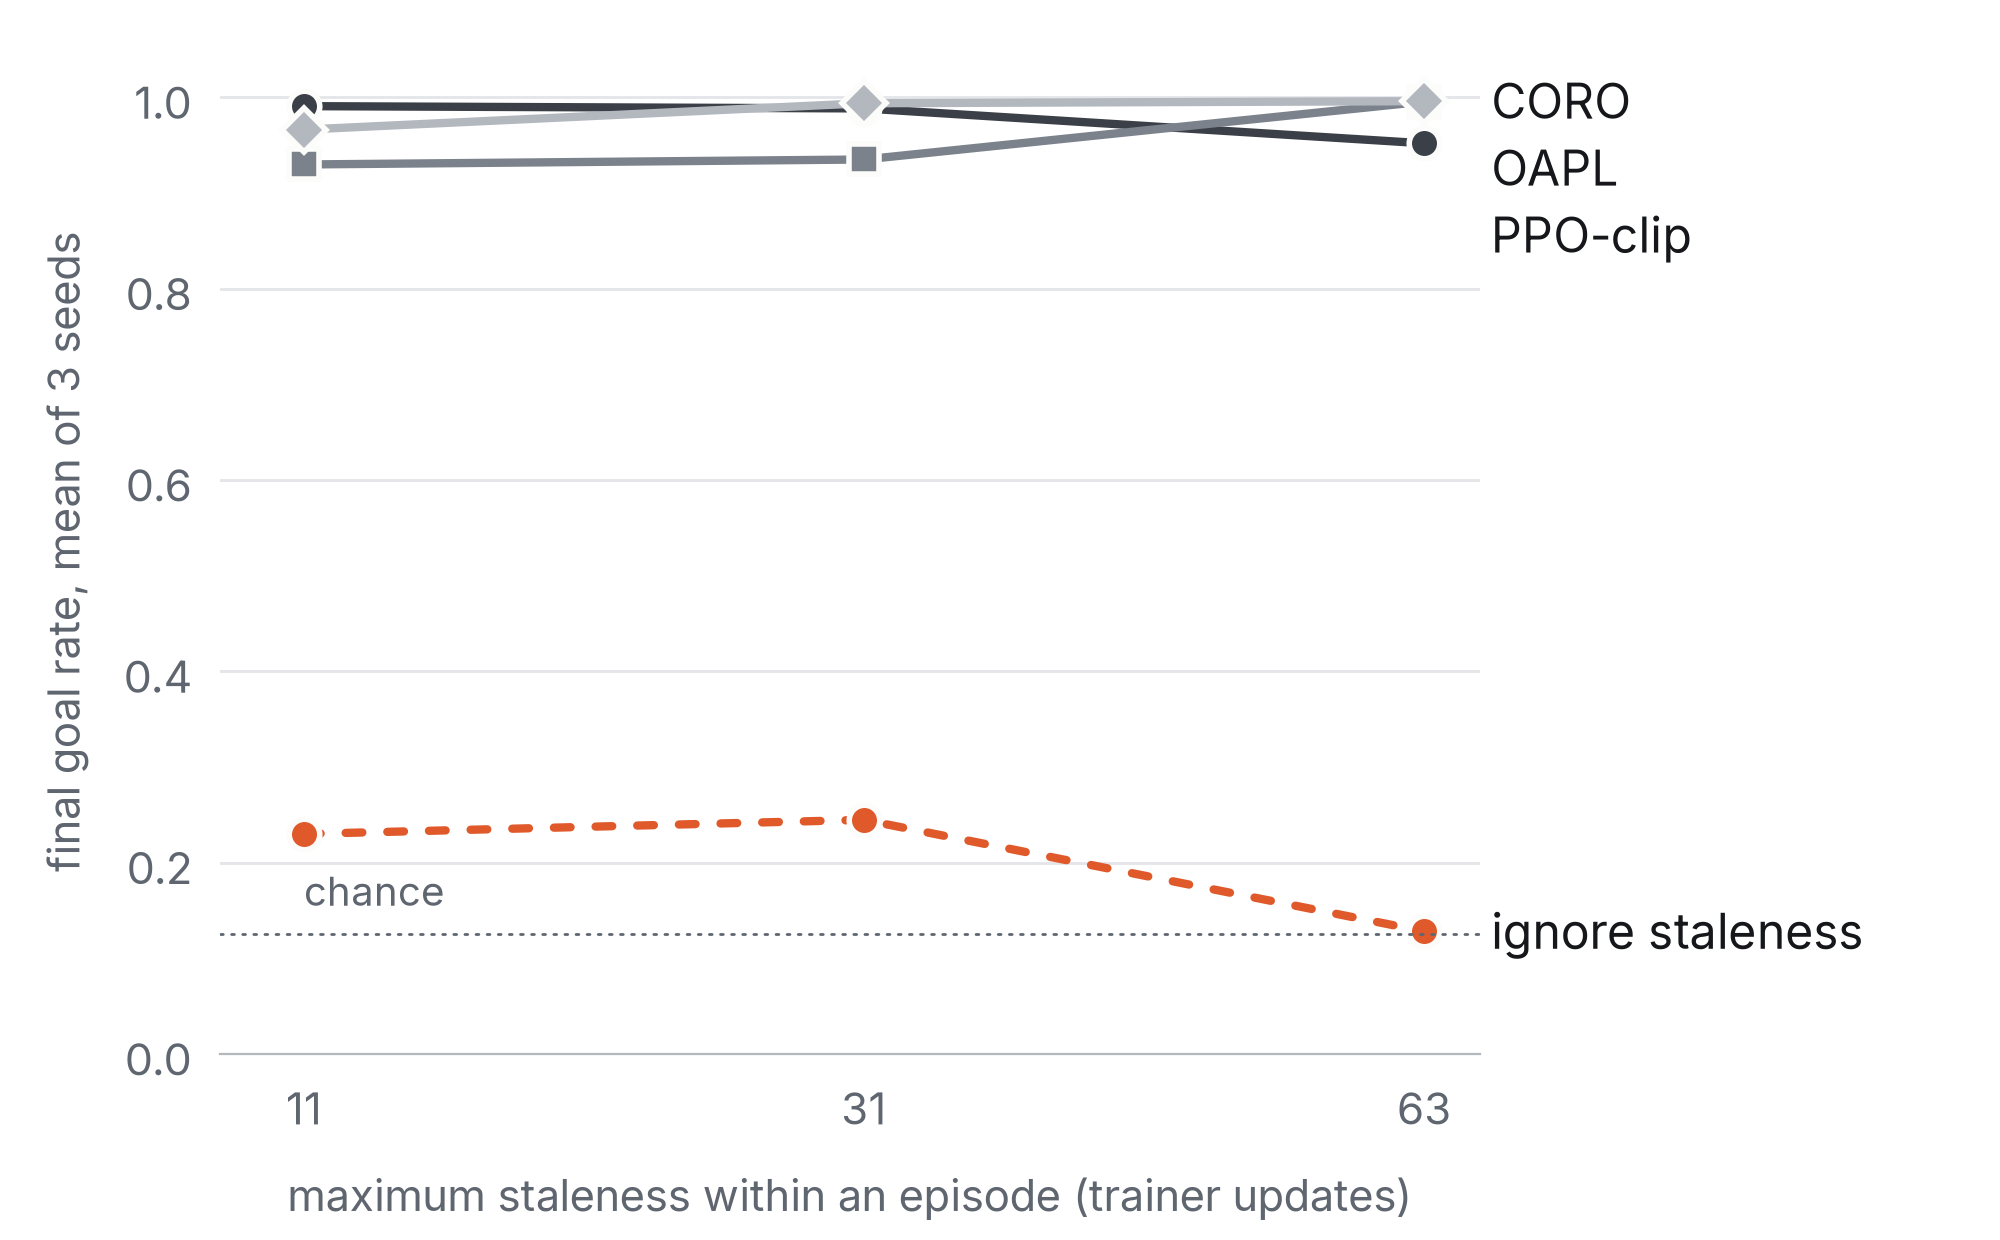 1.0
0.8
0.6
0.4
0.2
0.0
final goal rate, mean of 3 seeds
CORO
OAPL
PPO-clip
chance
ignore staleness
11
31
63
maximum staleness within an episode (trainer updates)